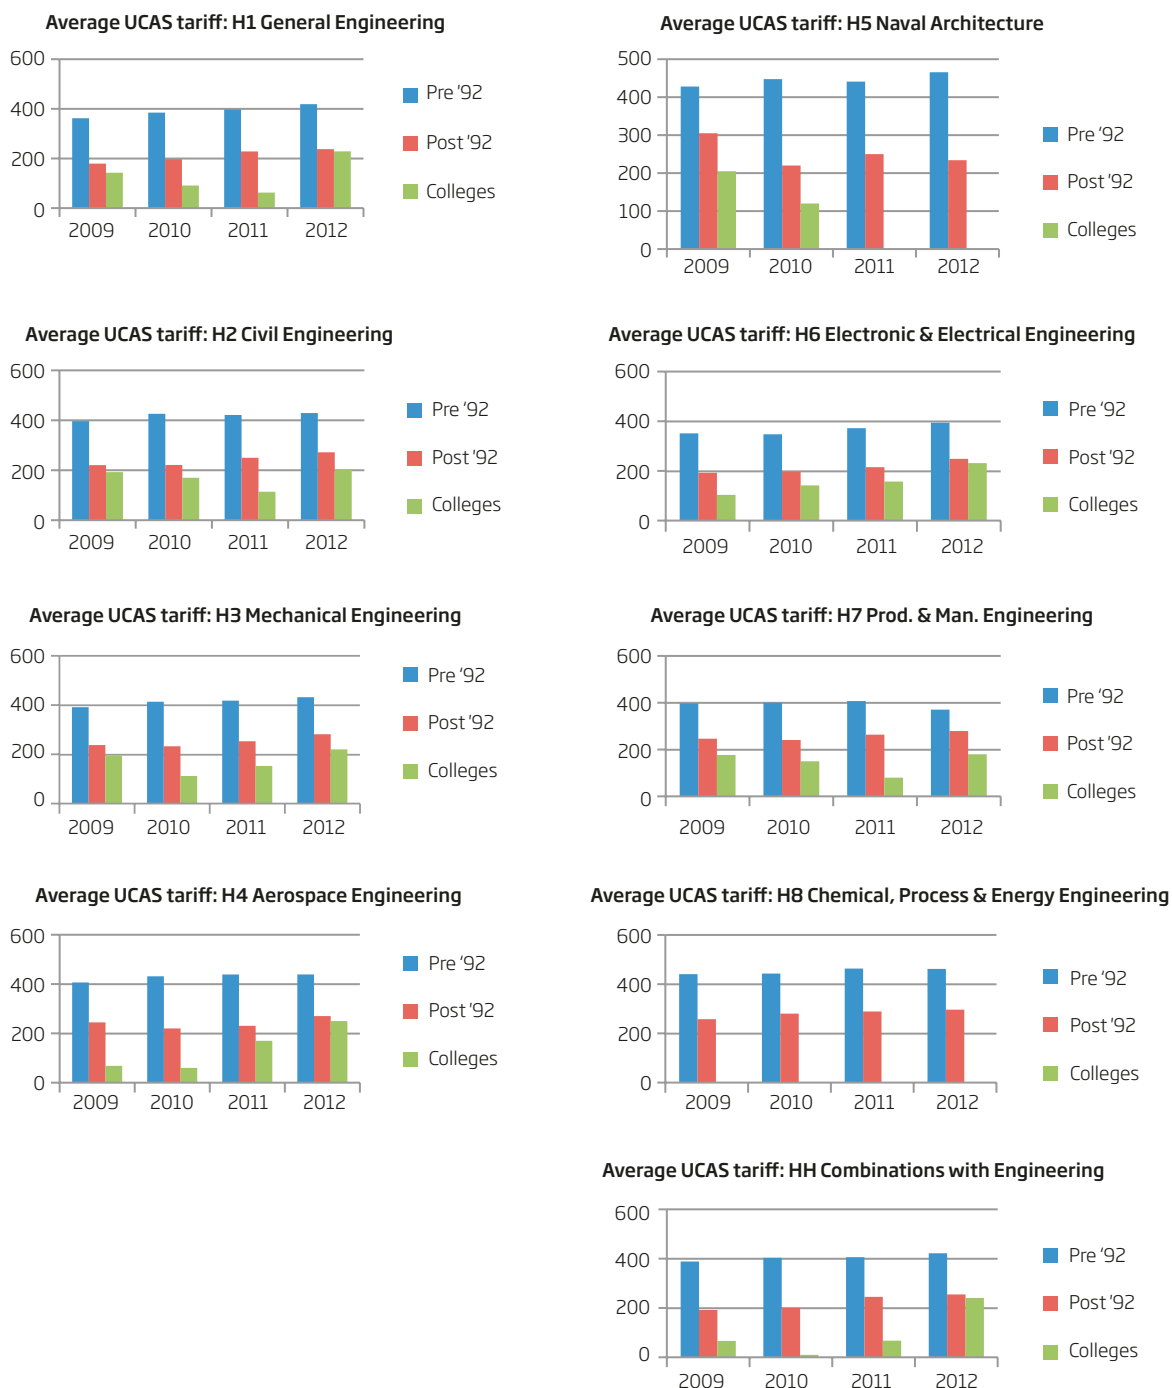 Average UCAS tariff: H1 General Engineering
600
400
200
0
2009 2010 2011 2012
Pre '92
Post '92
Colleges
Average UCAS tariff: H5 Naval Architecture
500
400
300
200
100
0
2009 2010 2011 2012
Pre '92
Post '92
Colleges
Average UCAS tariff: H2 Civil Engineering
600
400
200
0
2009 2010 2011 2012
Pre '92
Post '92
Colleges
Average UCAS tariff: H6 Electronic & Electrical Engineering
600
400
200
0
2009 2010 2011 2012
Pre '92
Post '92
Colleges
Average UCAS tariff: H3 Mechanical Engineering
600
400
200
0
2009 2010 2011 2012
Pre '92
Post '92
Colleges
Average UCAS tariff: H7 Prod. & Man. Engineering
600
400
200
0
2009 2010 2011 2012
Pre '92
Post '92
Colleges
Average UCAS tariff: H4 Aerospace Engineering
600
400
200
0
2009 2010 2011 2012
Pre '92
Post '92
Colleges
Average UCAS tariff: H8 Chemical, Process & Energy Engineering
600
400
200
0
2009 2010 2011 2012
Pre '92
Post '92
Colleges
Average UCAS tariff: HH Combinations with Engineering
600
400
200
0
2009 2010 2011 2012
Pre '92
Post '92
Colleges